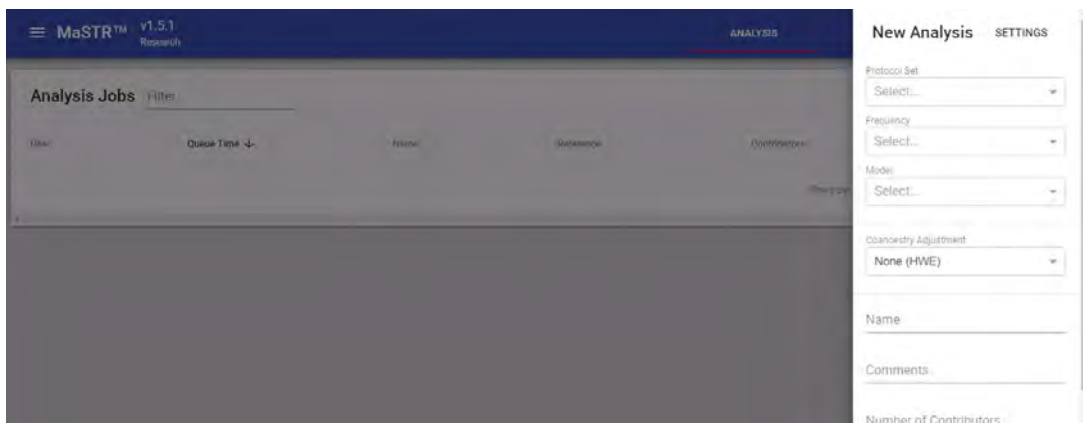 MaSTR™ v1.5.1
Research
ANALYSIS
Analysis Jobs Filter
User Queue Time ↓ Name Reference Contributors
New Analysis SETTINGS
Protocol Set
Select...
Frequency
Select...
Model
Select...
Coancestry Adjustment
None (HWE)
Name
Comments
Number of Contributors